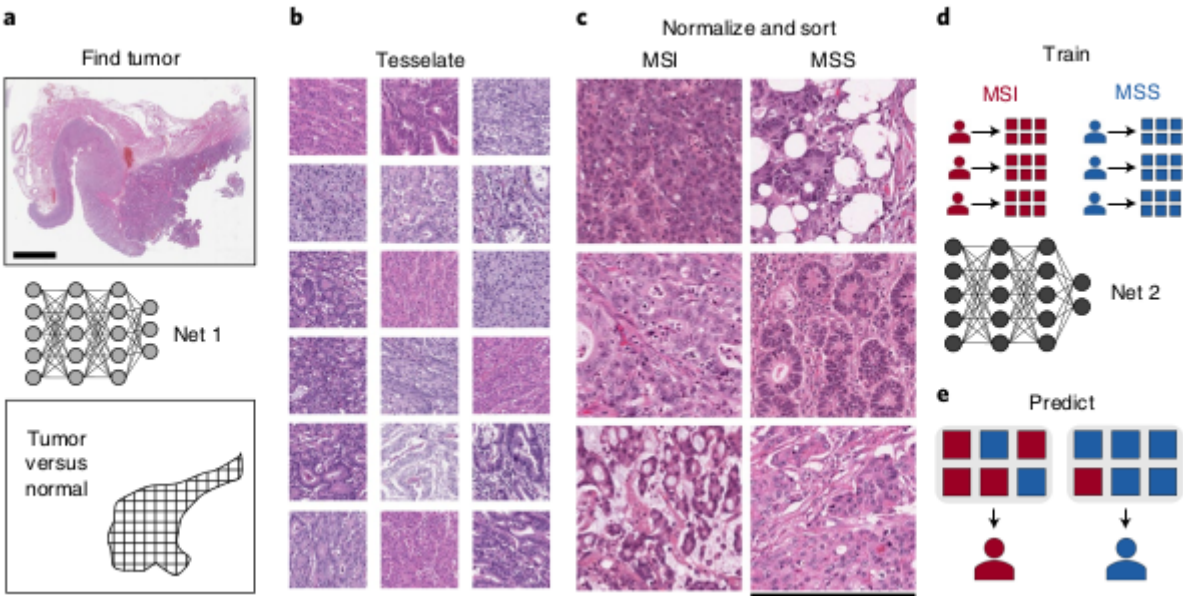 a
Find tumor
Net 1
Tumor
versus
normal
b
Tesselate
c
Normalize and sort
MSI
MSS
d
Train
MSI
MSS
Net 2
e
Predict